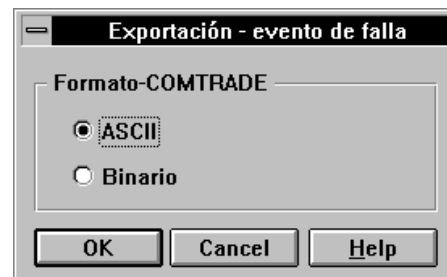 Exportación - evento de falla
Formato-COMTRADE
ASCII
Binario
OK Cancel Help